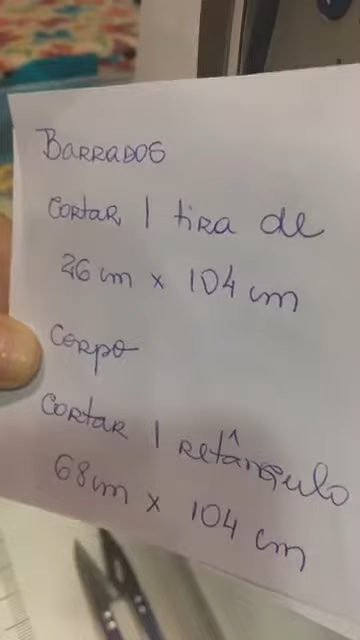 BARRADOS
CORTAR 1 tiRA de
26 cm x 104 cm
CORPO
CORTAR 1 Retângulo
68 cm x 104 cm